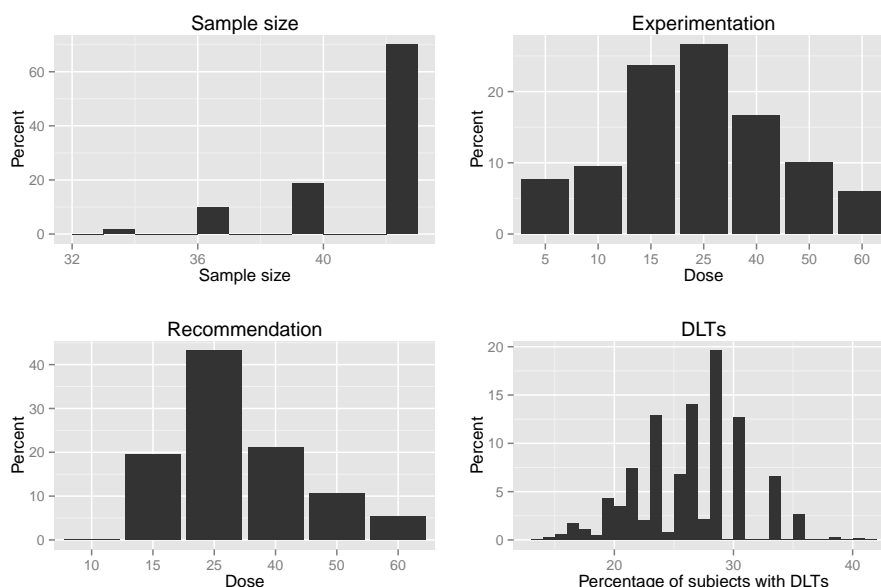 Sample size
Percent
60
40
20
0
32 36 40
Sample size
Experimentation
Percent
20
10
0
5 10 15 25 40 50 60
Dose
Recommendation
Percent
40
30
20
10
0
10 15 25 40 50 60
Dose
DLTs
Percent
20
15
10
5
0
20 30 40
Percentage of subjects with DLTs